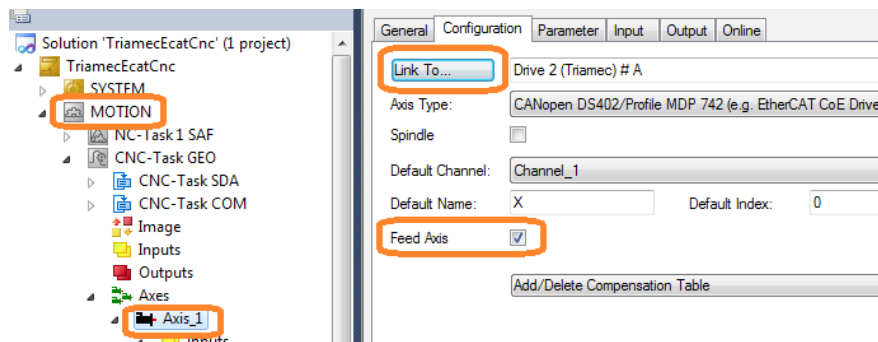 Solution 'TriamecEcatCnc' (1 project)
TriamecEcatCnc
SYSTEM
MOTION
NC-Task 1 SAF
CNC-Task GEO
CNC-Task SDA
CNC-Task COM
Image
Inputs
Outputs
Axes
Axis_1
Inputs
General Configuration Parameter Input Output Online
Link To... Drive 2 (Triamec) # A
Axis Type: CANopen DS402/Profile MDP 742 (e.g. EtherCAT CoE Drive
Spindle
Default Channel: Channel_1
Default Name: X Default Index: 0
Feed Axis
Add/Delete Compensation Table